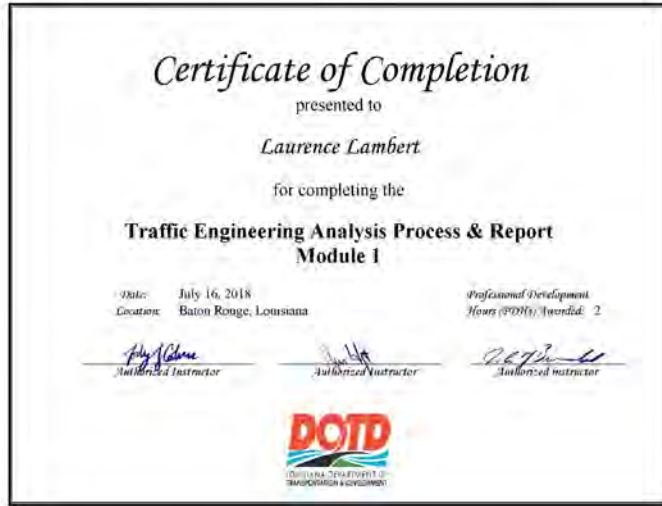 Certificate of Completion
presented to
Laurence Lambert
for completing the
Traffic Engineering Analysis Process & Report
Module 1
Date: July 16, 2018
Location: Baton Rouge, Louisiana
Professional Development
Hours (PDHs) Awarded: 2
Authorized Instructor
Authorized Instructor
Authorized instructor
DOTD
LOUISIANA DEPARTMENT OF
TRANSPORTATION & DEVELOPMENT